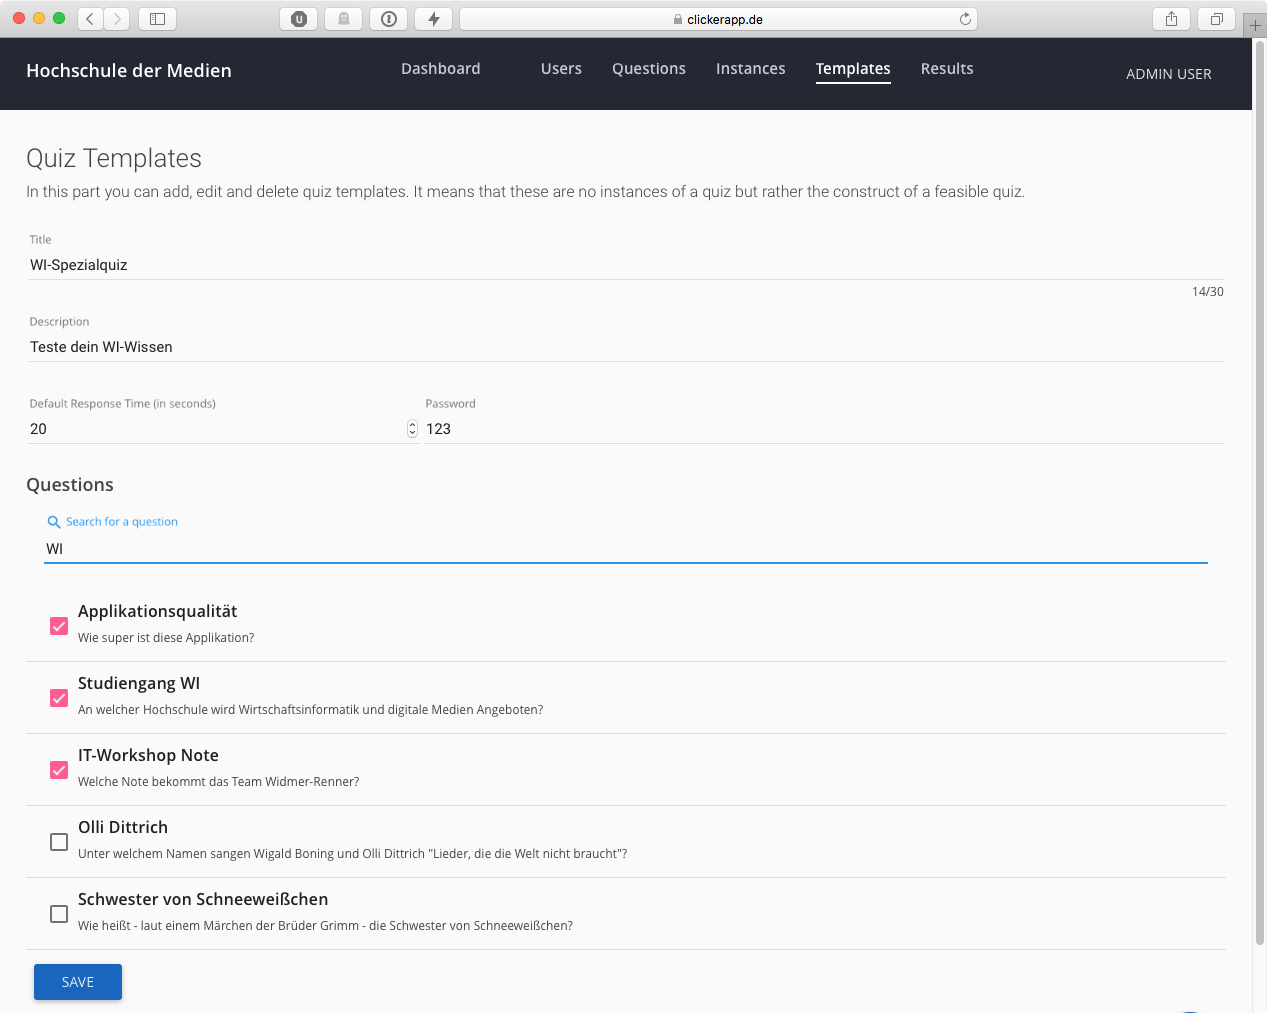 clickerapp.de
Hochschule der Medien
Dashboard
Users
Questions
Instances
Templates
Results
ADMIN USER
Quiz Templates
In this part you can add, edit and delete quiz templates. It means that these are no instances of a quiz but rather the construct of a feasible quiz.
Title
WI-Spezialquiz
14/30
Description
Teste dein WI-Wissen
Default Response Time (in seconds)
20
Password
123
Questions
Search for a question
WI
Applikationsqualität
Wie super ist diese Applikation?
Studiengang WI
An welcher Hochschule wird Wirtschaftsinformatik und digitale Medien Angeboten?
IT-Workshop Note
Welche Note bekommt das Team Widmer-Renner?
Olli Dittrich
Unter welchem Namen sangen Wigald Boning und Olli Dittrich "Lieder, die die Welt nicht braucht"?
Schwester von Schneeweißchen
Wie heißt - laut einem Märchen der Brüder Grimm - die Schwester von Schneeweißchen?
SAVE